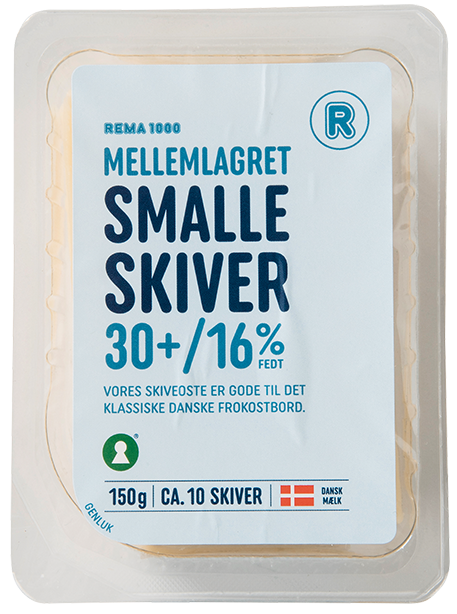 REMA 1000
R
MELLEMLAGRET
SMALLE
SKIVER
30+/16%
FEDT
VORES SKIVEOSTE ER GODE TIL DET
KLASSISKE DANSKE FROKOSTBORD.
®
150g | CA. 10 SKIVER | DANSK
MÆLK
GENLUK